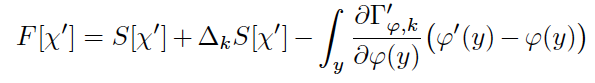 F[χ′] = S[χ′] + Δ_k S[χ′] − ∫_y ∂Γ′_{φ,k}/∂φ(y) (φ′(y) − φ(y))